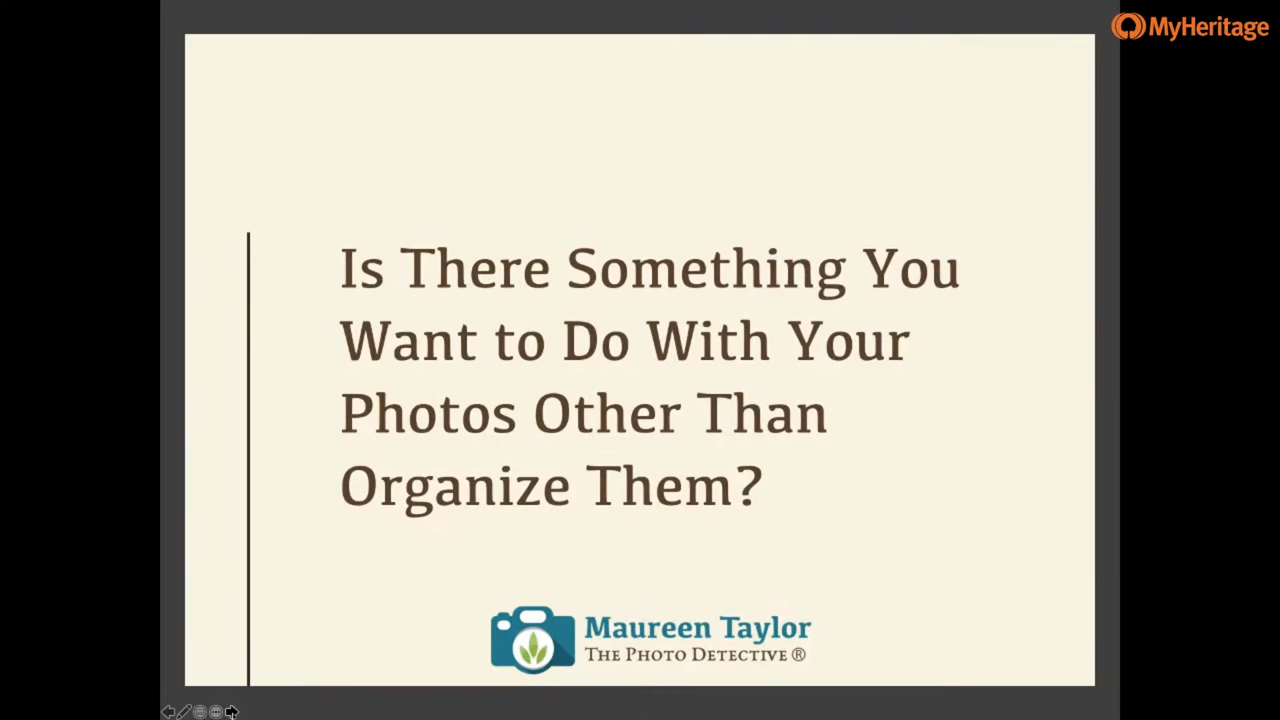 MyHeritage
Is There Something You
Want to Do With Your
Photos Other Than
Organize Them?
Maureen Taylor
THE PHOTO DETECTIVE ®